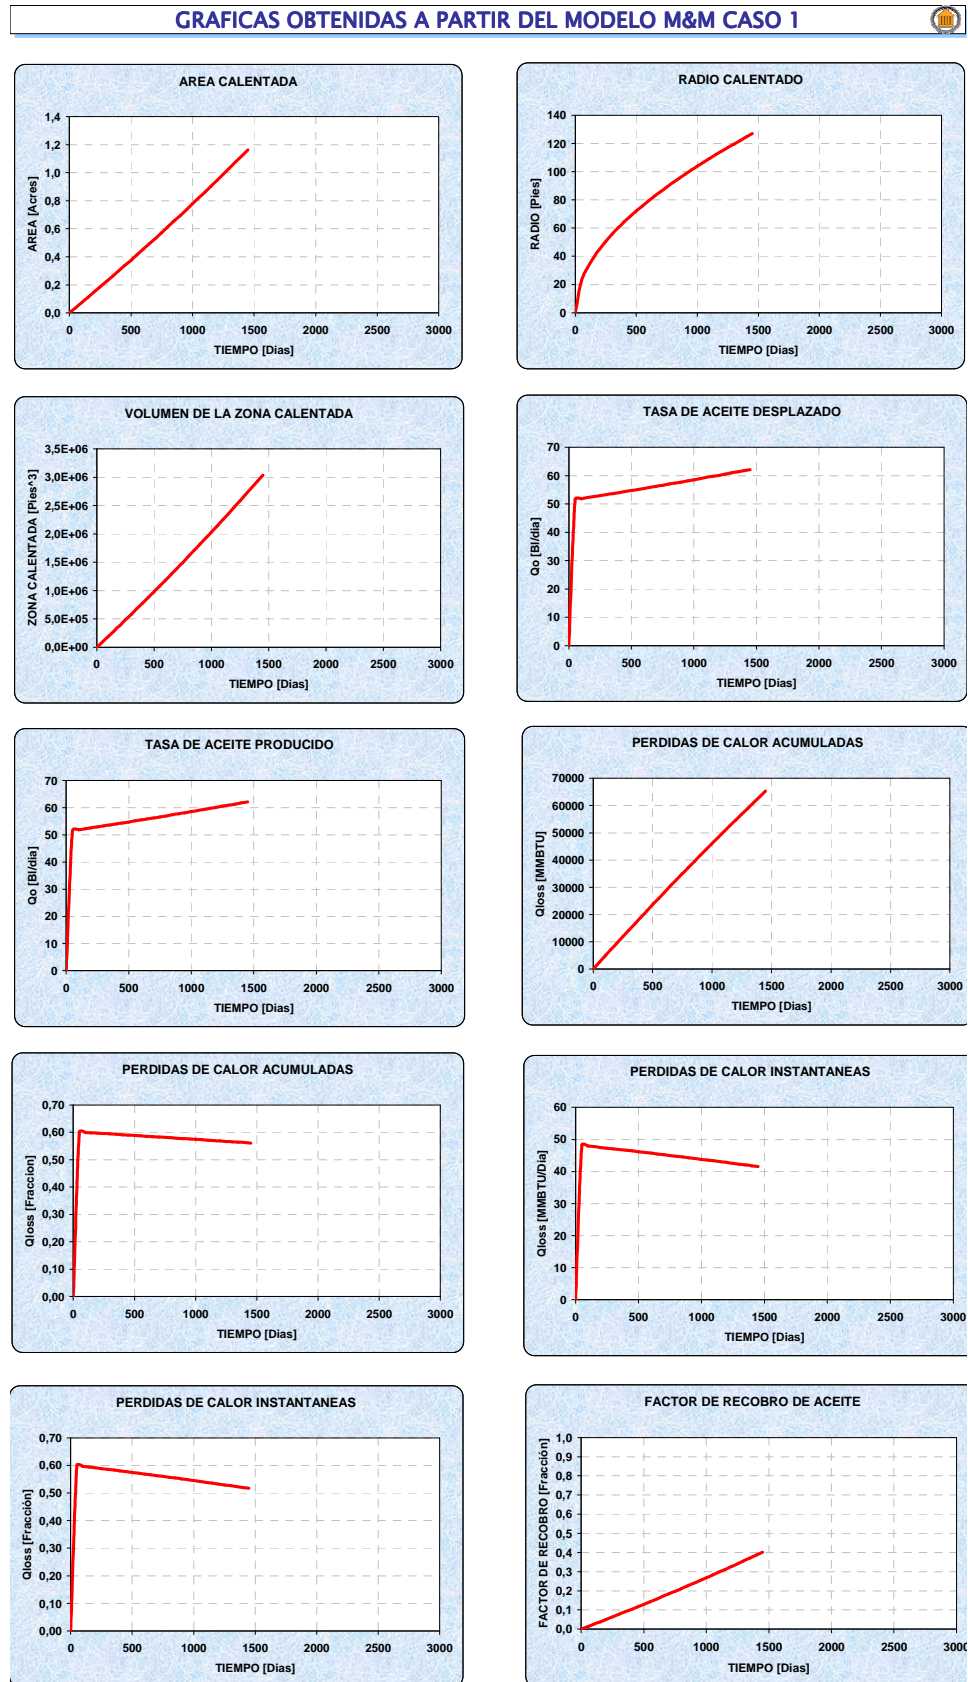 GRAFICAS OBTENIDAS A PARTIR DEL MODELO M&M CASO 1
AREA CALENTADA
AREA [Acres]
1,4
1,2
1,0
0,8
0,6
0,4
0,2
0,0
0 500 1000 1500 2000 2500 3000
TIEMPO [Dias]
RADIO CALENTADO
RADIO [Pies]
140
120
100
80
60
40
20
0
0 500 1000 1500 2000 2500 3000
TIEMPO [Dias]
VOLUMEN DE LA ZONA CALENTADA
ZONA CALENTADA [Pies^3]
3,5E+06
3,0E+06
2,5E+06
2,0E+06
1,5E+06
1,0E+06
5,0E+05
0,0E+00
0 500 1000 1500 2000 2500 3000
TIEMPO [Dias]
TASA DE ACEITE DESPLAZADO
Qo [Bl/dia]
70
60
50
40
30
20
10
0
0 500 1000 1500 2000 2500 3000
TIEMPO [Dias]
TASA DE ACEITE PRODUCIDO
Qo [Bl/dia]
70
60
50
40
30
20
10
0
0 500 1000 1500 2000 2500 3000
TIEMPO [Dias]
PERDIDAS DE CALOR ACUMULADAS
Qloss [MMBTU]
70000
60000
50000
40000
30000
20000
10000
0
0 500 1000 1500 2000 2500 3000
TIEMPO [Dias]
PERDIDAS DE CALOR ACUMULADAS
Qloss [Fraccion]
0,70
0,60
0,50
0,40
0,30
0,20
0,10
0,00
0 500 1000 1500 2000 2500 3000
TIEMPO [Dias]
PERDIDAS DE CALOR INSTANTANEAS
Qloss [MMBTU/Dia]
60
50
40
30
20
10
0
0 500 1000 1500 2000 2500 3000
TIEMPO [Dias]
PERDIDAS DE CALOR INSTANTANEAS
Qloss [Fracción]
0,70
0,60
0,50
0,40
0,30
0,20
0,10
0,00
0 500 1000 1500 2000 2500 3000
TIEMPO [Dias]
FACTOR DE RECOBRO DE ACEITE
FACTOR DE RECOBRO [Fracción]
1,0
0,9
0,8
0,7
0,6
0,5
0,4
0,3
0,2
0,1
0,0
0 500 1000 1500 2000 2500 3000
TIEMPO [Dias]